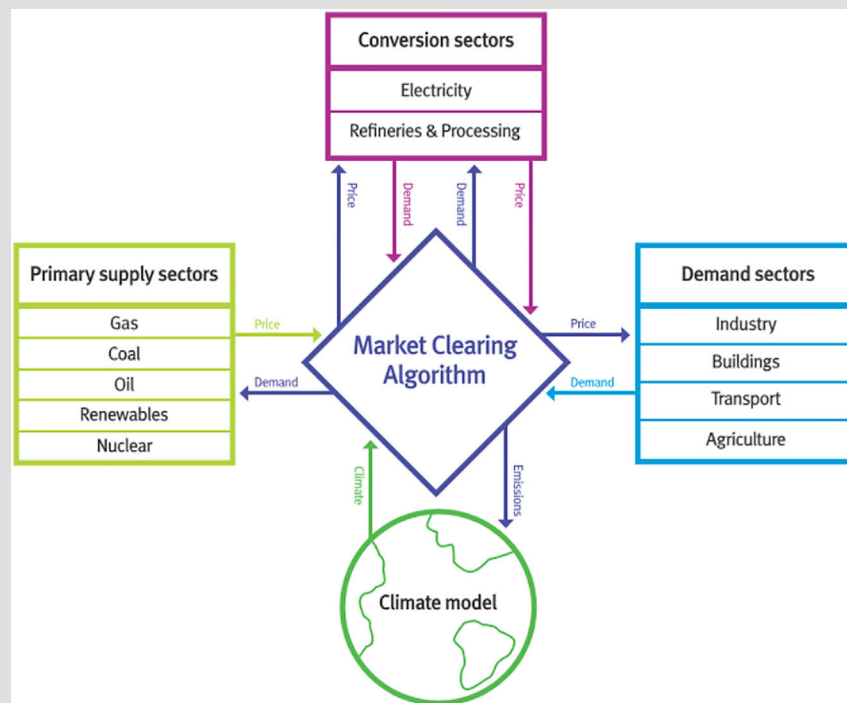 Conversion sectors
Electricity
Refineries & Processing
Price
Demand
Demand
Price
Primary supply sectors
Gas
Coal
Oil
Renewables
Nuclear
Price
Demand
Market Clearing
Algorithm
Price
Demand
Demand sectors
Industry
Buildings
Transport
Agriculture
Climate
Emissions
Climate model